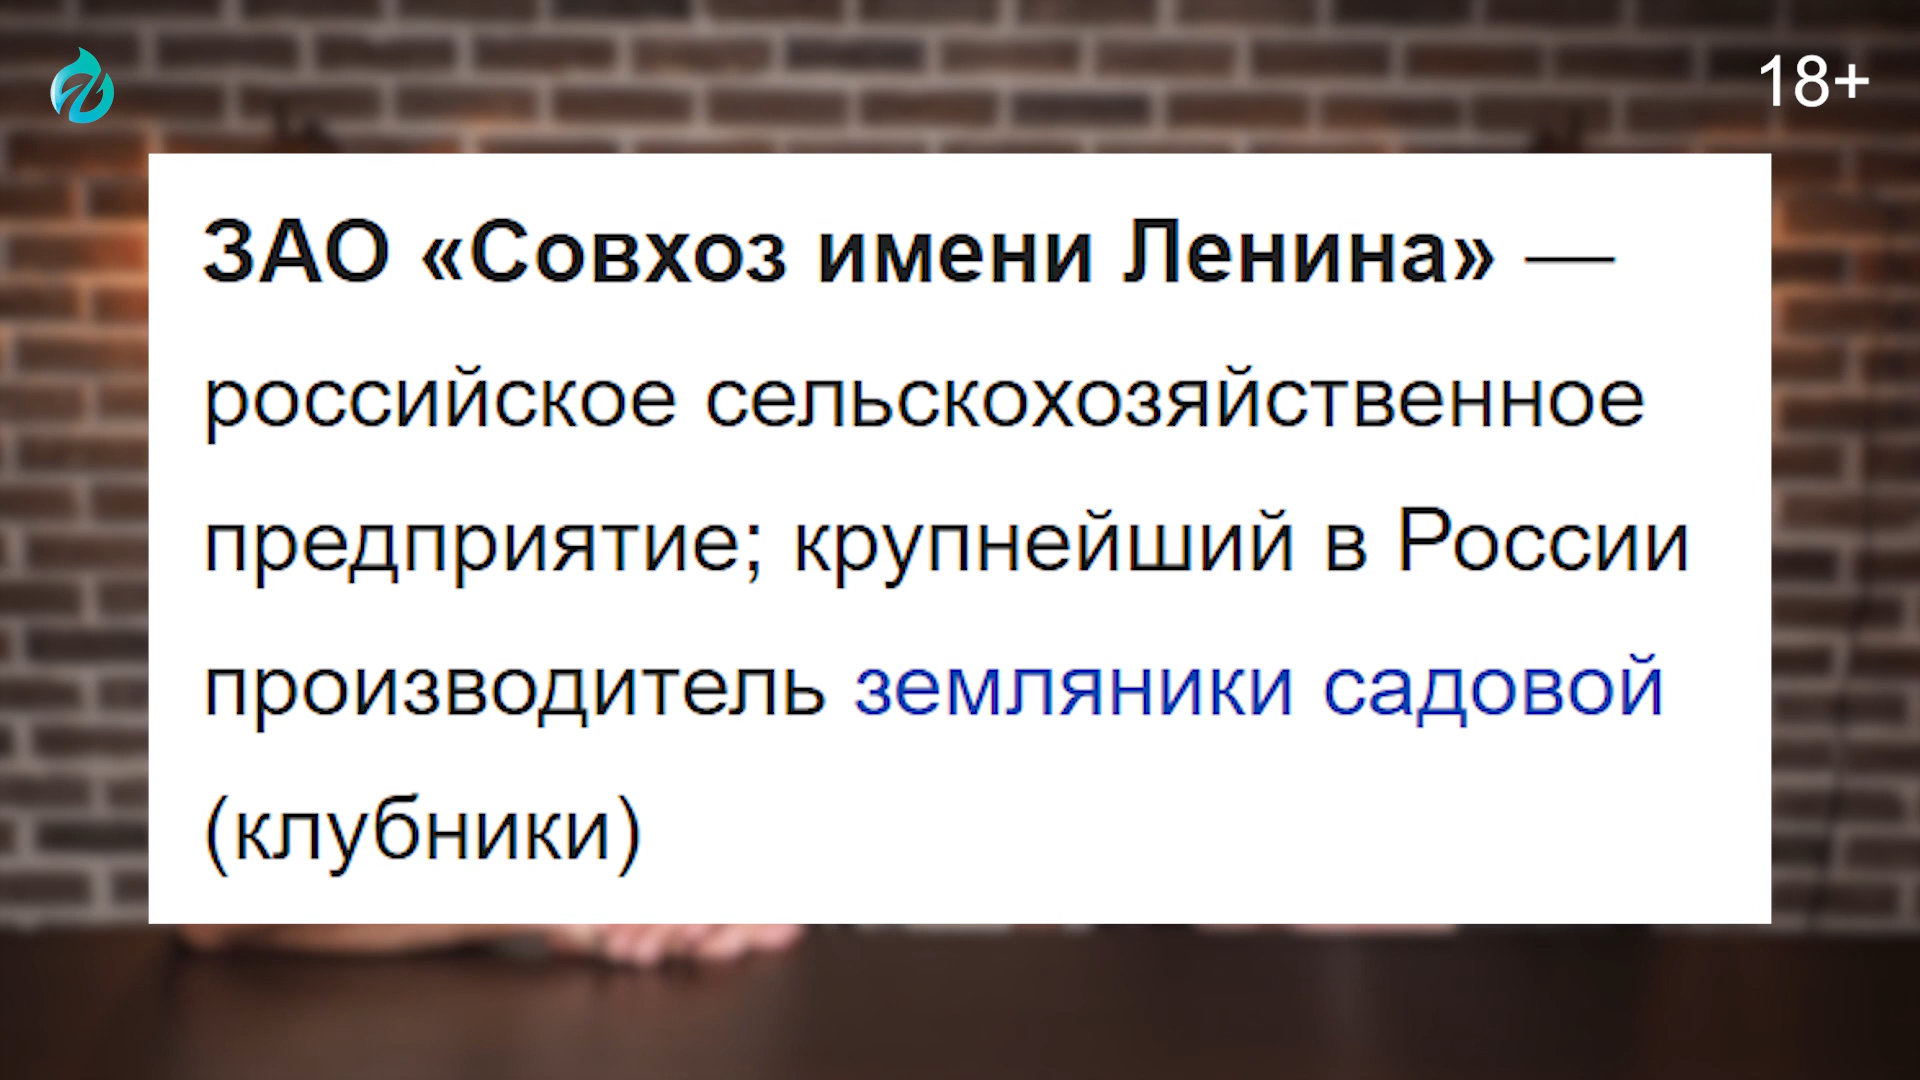 18+
ЗАО «Совхоз имени Ленина» —
российское сельскохозяйственное
предприятие; крупнейший в России
производитель земляники садовой
(клубники)